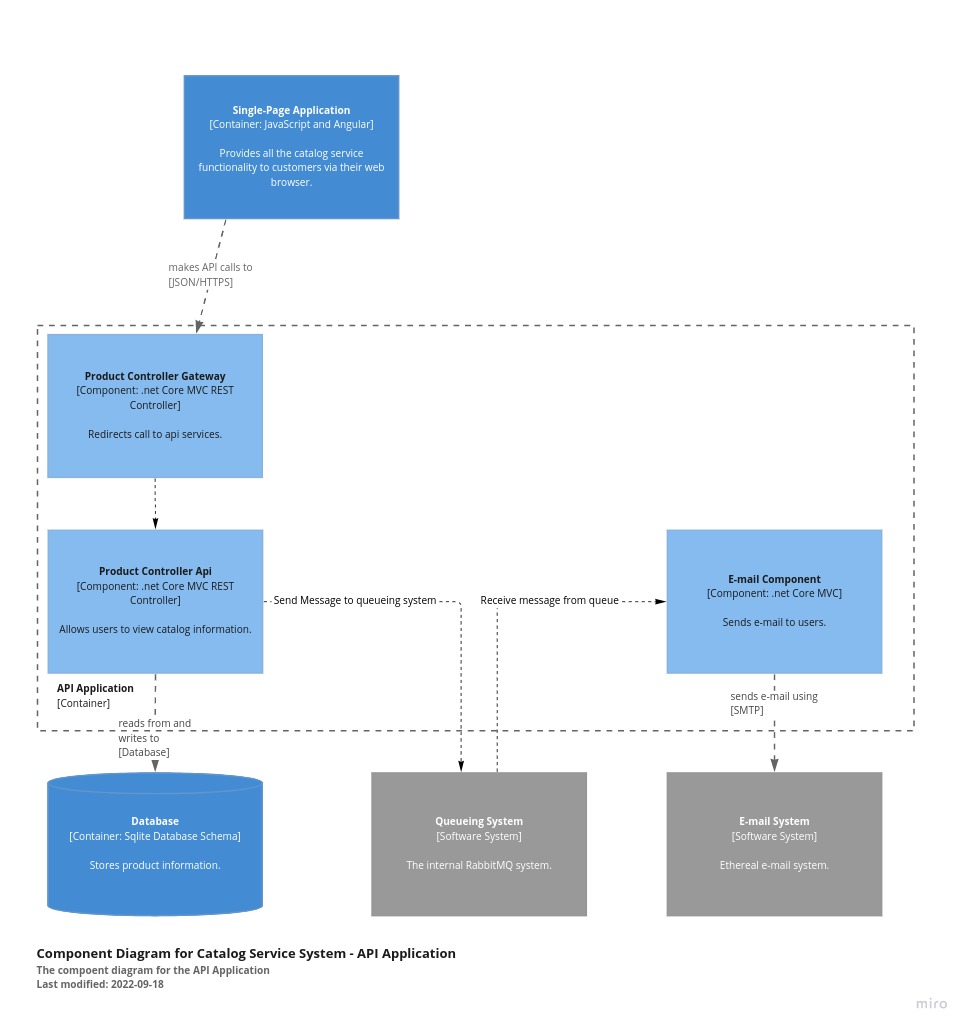 Single-Page Application
[Container: JavaScript and Angular]
Provides all the catalog service
functionality to customers via their web
browser.
makes API calls to
[JSON/HTTPS]
Product Controller Gateway
[Component: .net Core MVC REST
Controller]
Redirects call to api services.
Product Controller Api
[Component: .net Core MVC REST
Controller]
Allows users to view catalog information.
Send Message to queueing system
Receive message from queue
E-mail Component
[Component: .net Core MVC]
Sends e-mail to users.
API Application
[Container]
reads from and
writes to
[Database]
sends e-mail using
[SMTP]
Database
[Container: Sqlite Database Schema]
Stores product information.
Queueing System
[Software System]
The internal RabbitMQ system.
E-mail System
[Software System]
Ethereal e-mail system.
Component Diagram for Catalog Service System - API Application
The compoent diagram for the API Application
Last modified: 2022-09-18
miro